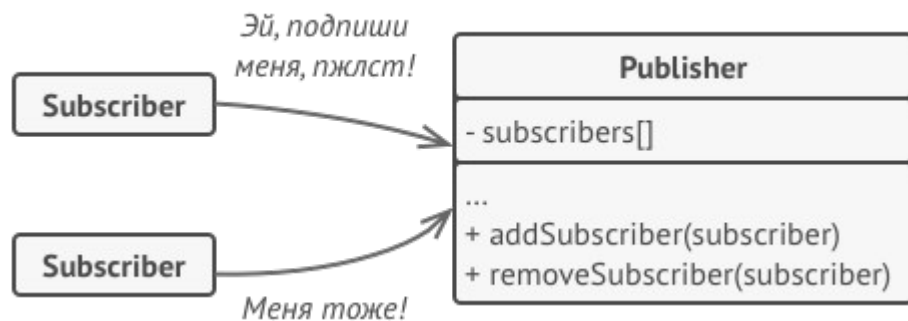 Эй, подпиши
меня, пжлст!
Subscriber
Publisher
- subscribers[]
...
+ addSubscriber(subscriber)
+ removeSubscriber(subscriber)
Subscriber
Меня тоже!